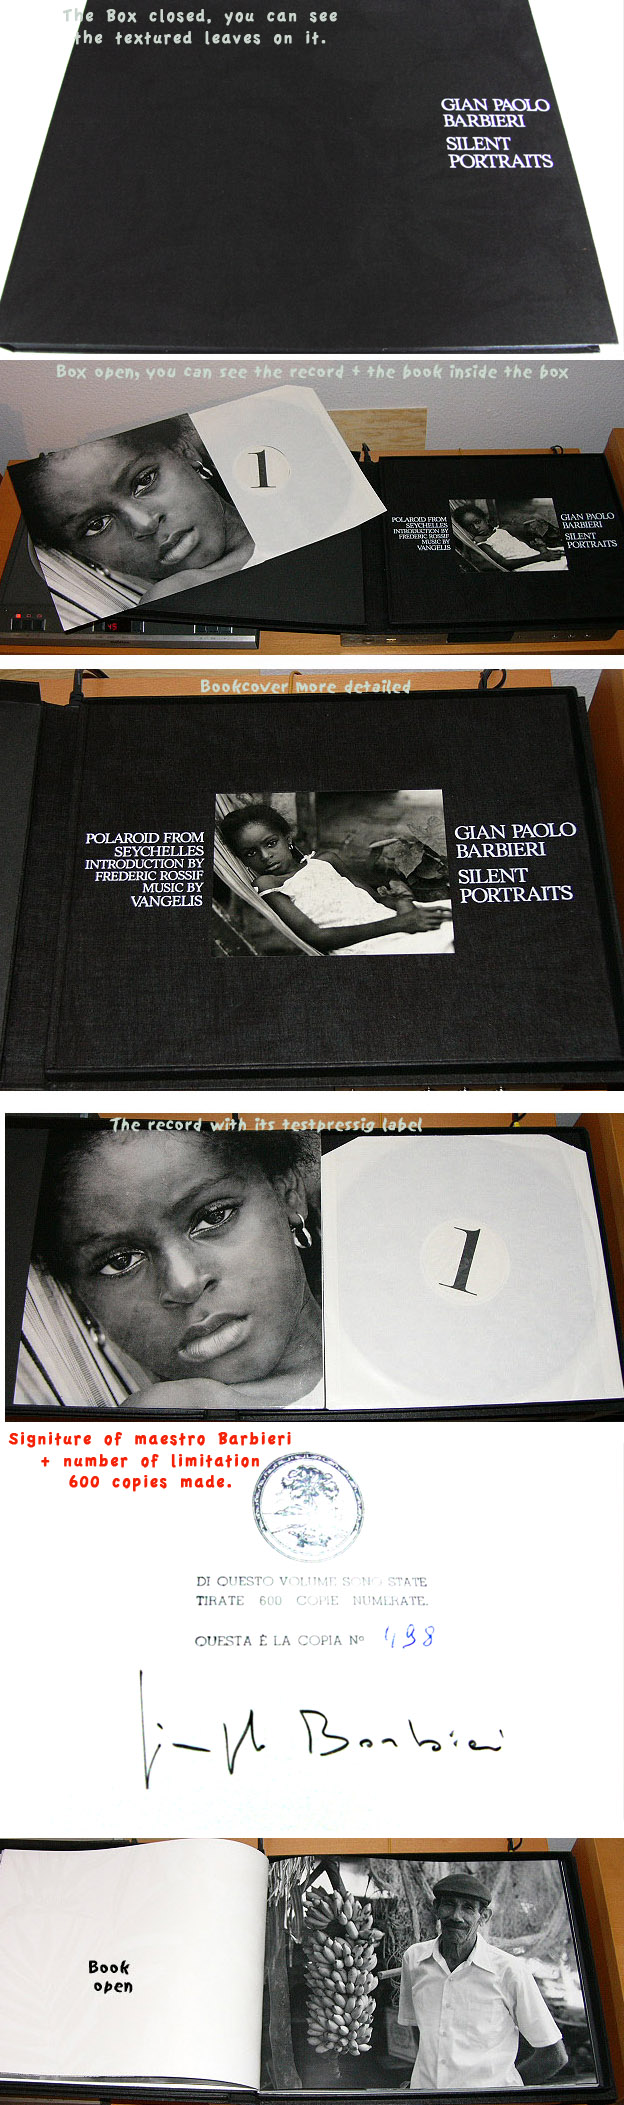 The Box closed, you can see
the textured leaves on it.
GIAN PAOLO
BARBIERI
SILENT
PORTRAITS
Box open, you can see the record + the book inside the box
1
POLAROID FROM
SEYCHELLES
INTRODUCTION BY
FREDERIC ROSSIF
MUSIC BY
VANGELIS
GIAN PAOLO
BARBIERI
SILENT
PORTRAITS
49
Bookcover more detailed
POLAROID FROM
SEYCHELLES
INTRODUCTION BY
FREDERIC ROSSIF
MUSIC BY
VANGELIS
GIAN PAOLO
BARBIERI
SILENT
PORTRAITS
The record with its testpressig label
1
Signiture of maestro Barbieri
+ number of limitation
600 copies made.
DI QUESTO VOLUME SONO STATE
TIRATE 600 COPIE NUMERATE.
QUESTA È LA COPIA Nº 498
Barbieri
Book
open